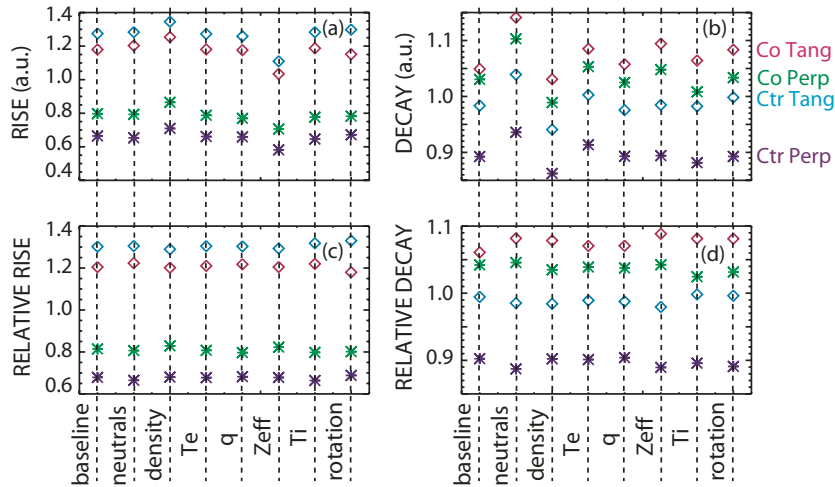 (a)
RISE (a.u.)
1.4
1.2
1.0
0.8
0.6
0.4
(b)
DECAY (a.u.)
1.1
1.0
0.9
Co Tang
Co Perp
Ctr Tang
Ctr Perp
(c)
RELATIVE RISE
1.4
1.2
1.0
0.8
0.6
(d)
RELATIVE DECAY
1.1
1.0
0.9
baseline
neutrals
density
Te
q
Zeff
Ti
rotation
baseline
neutrals
density
Te
q
Zeff
Ti
rotation